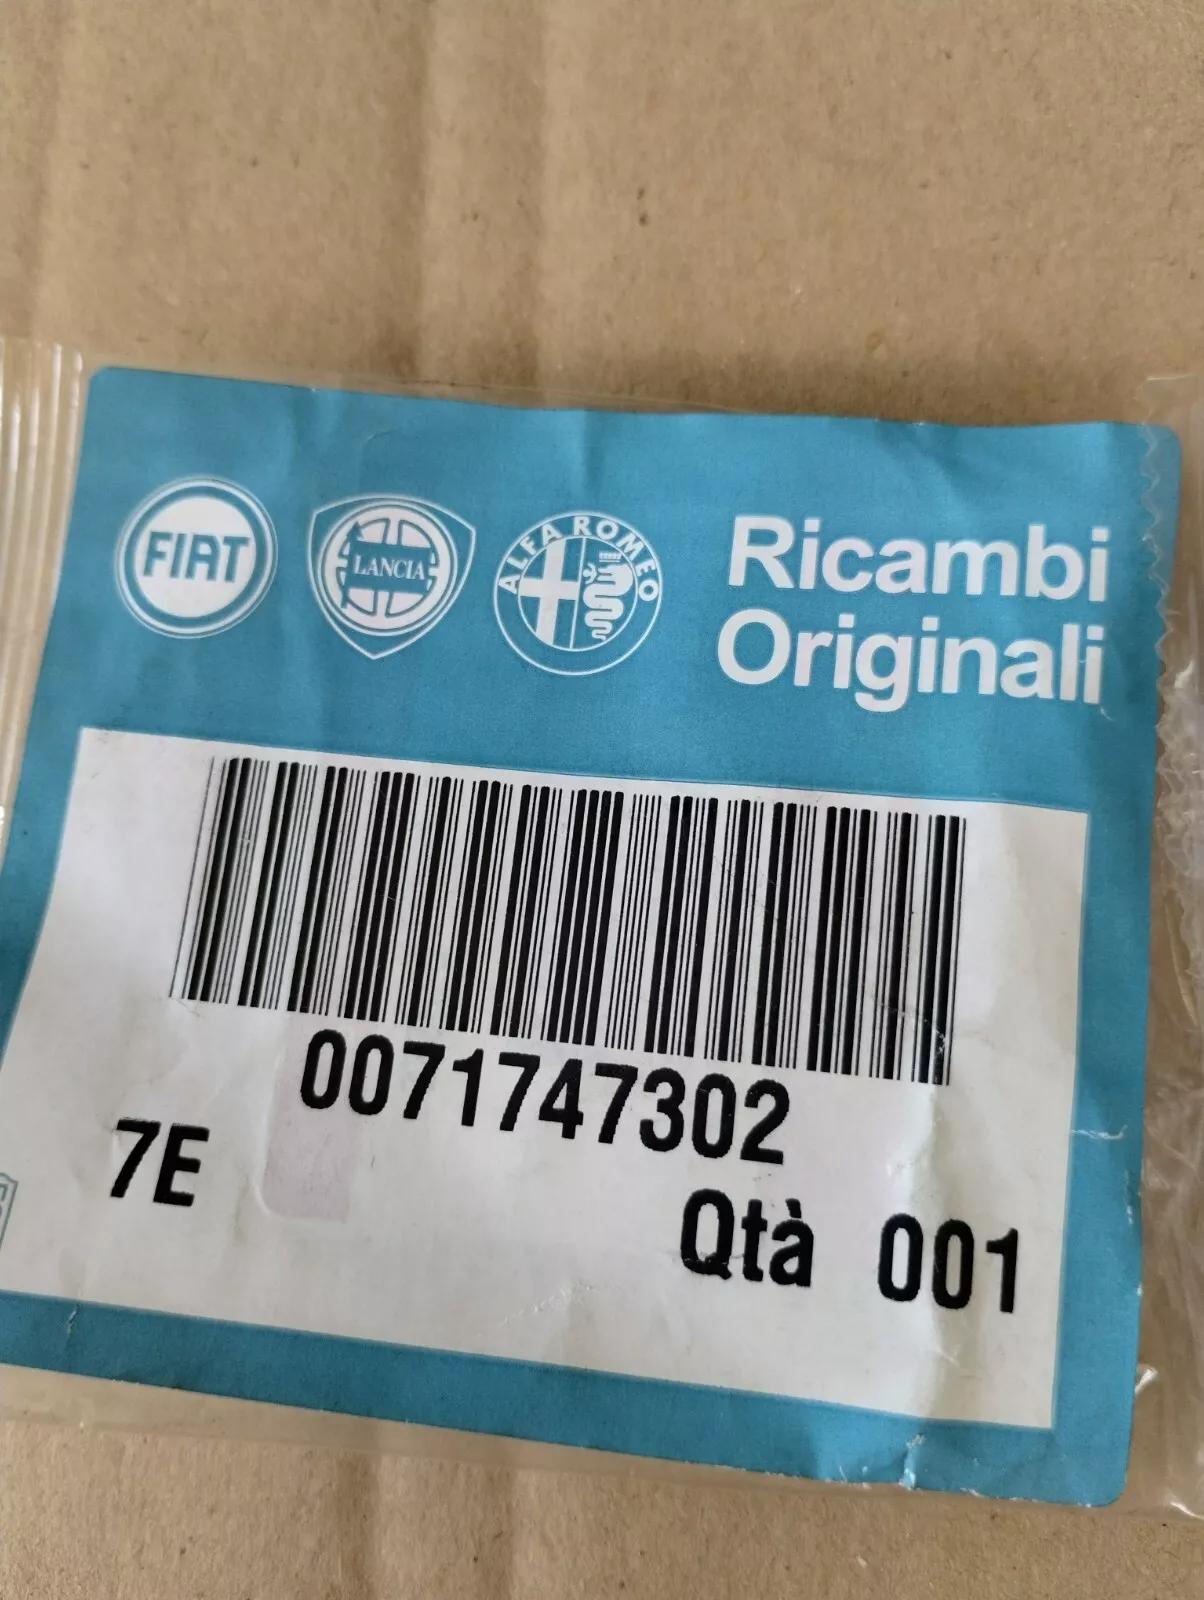 FIAT
LANCIA
ALFA ROMEO
Ricambi
Originali
0071747302
7E
Qtà 001